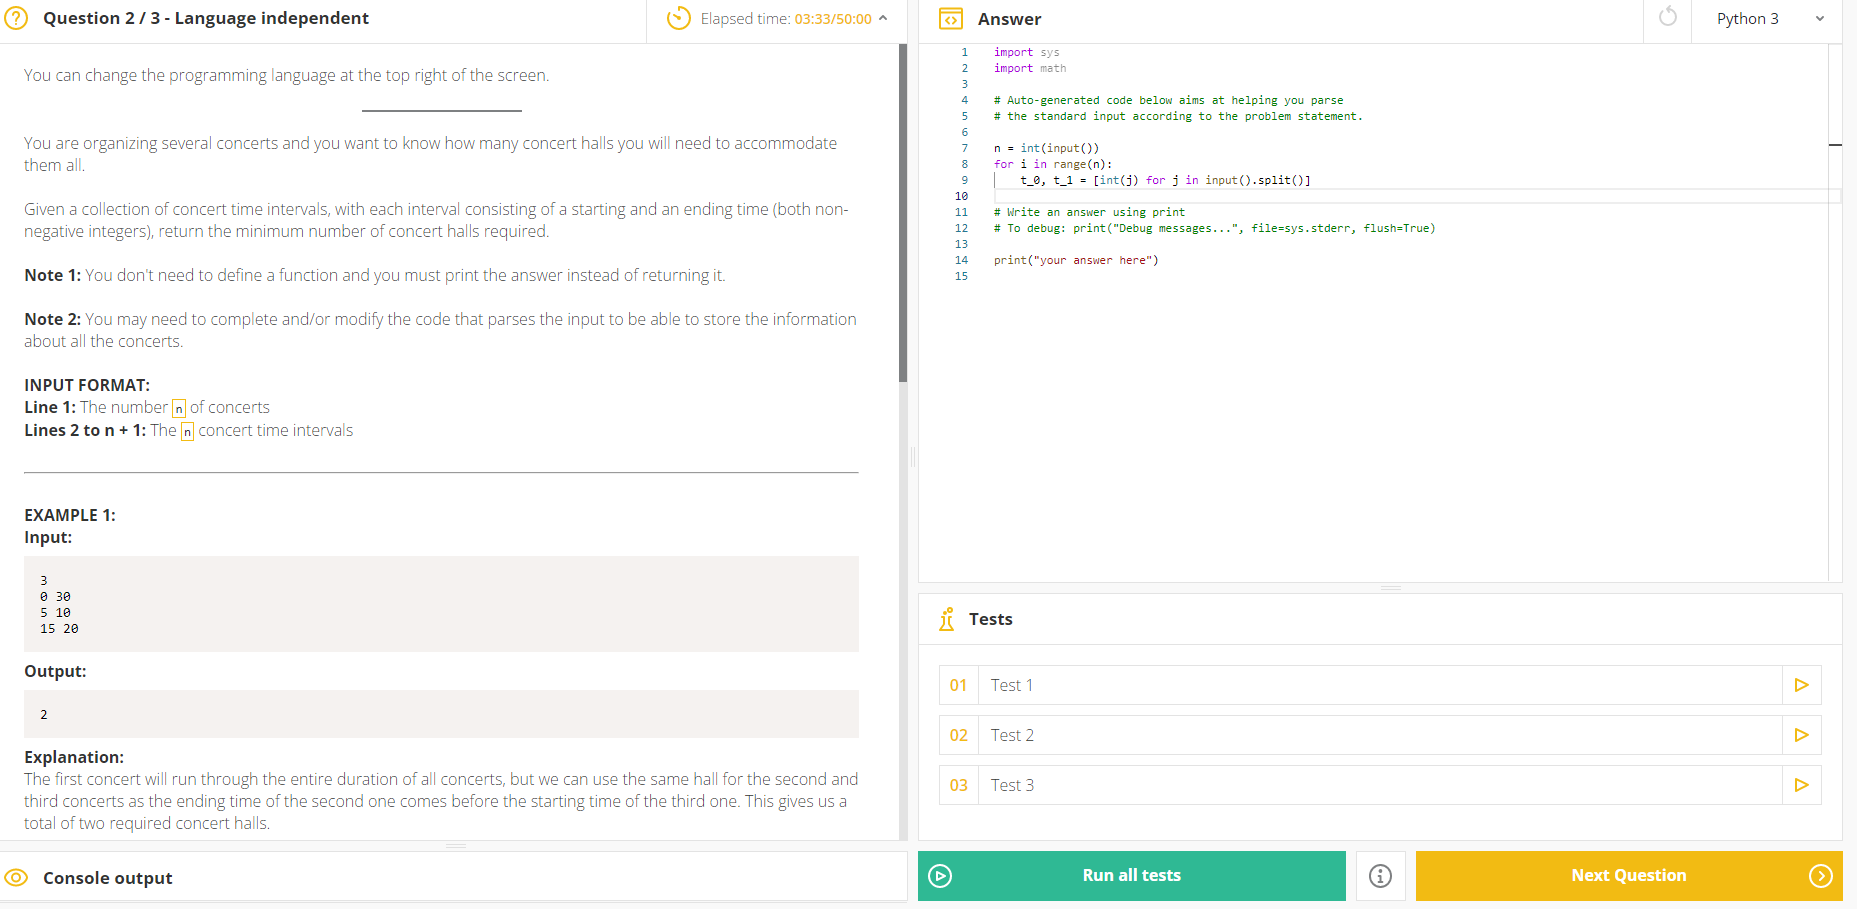 Question 2 / 3 - Language independent
Elapsed time: 03:33/50:00
You can change the programming language at the top right of the screen.
You are organizing several concerts and you want to know how many concert halls you will need to accommodate
them all.
Given a collection of concert time intervals, with each interval consisting of a starting and an ending time (both non-
negative integers), return the minimum number of concert halls required.
Note 1: You don't need to define a function and you must print the answer instead of returning it.
Note 2: You may need to complete and/or modify the code that parses the input to be able to store the information
about all the concerts.
INPUT FORMAT:
Line 1: The number n of concerts
Lines 2 to n + 1: The n concert time intervals
EXAMPLE 1:
Input:
3
0 30
5 10
15 20
Output:
2
Explanation:
The first concert will run through the entire duration of all concerts, but we can use the same hall for the second and
third concerts as the ending time of the second one comes before the starting time of the third one. This gives us a
total of two required concert halls.
Console output
Answer
Python 3
1 import sys
2 import math
3
4 # Auto-generated code below aims at helping you parse
5 # the standard input according to the problem statement.
6
7 n = int(input())
8 for i in range(n):
9     t_0, t_1 = [int(j) for j in input().split()]
10
11 # Write an answer using print
12 # To debug: print("Debug messages...", file=sys.stderr, flush=True)
13
14 print("your answer here")
15
Tests
01 Test 1
02 Test 2
03 Test 3
Run all tests
Next Question